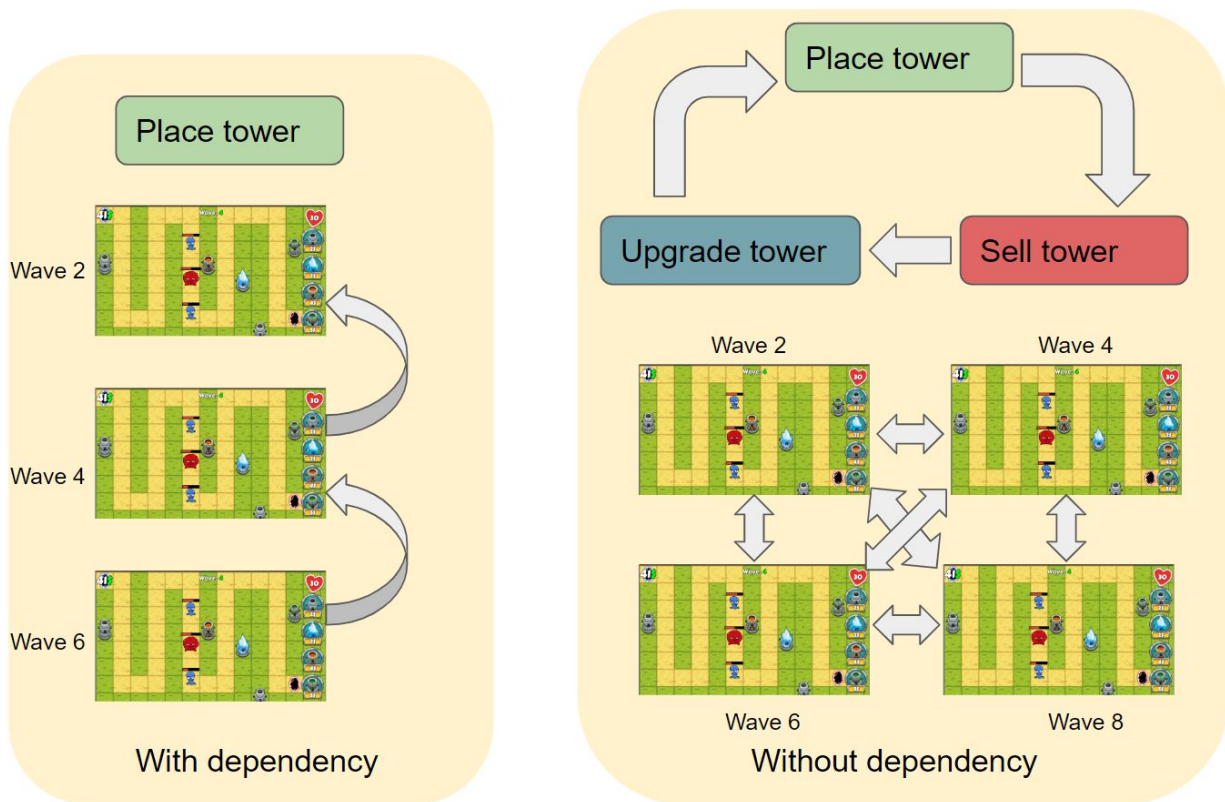 Place tower
Wave 2
Wave 4
Wave 6
With dependency
Place tower
Upgrade tower
Sell tower
Wave 2
Wave 4
Wave 6
Wave 8
Without dependency